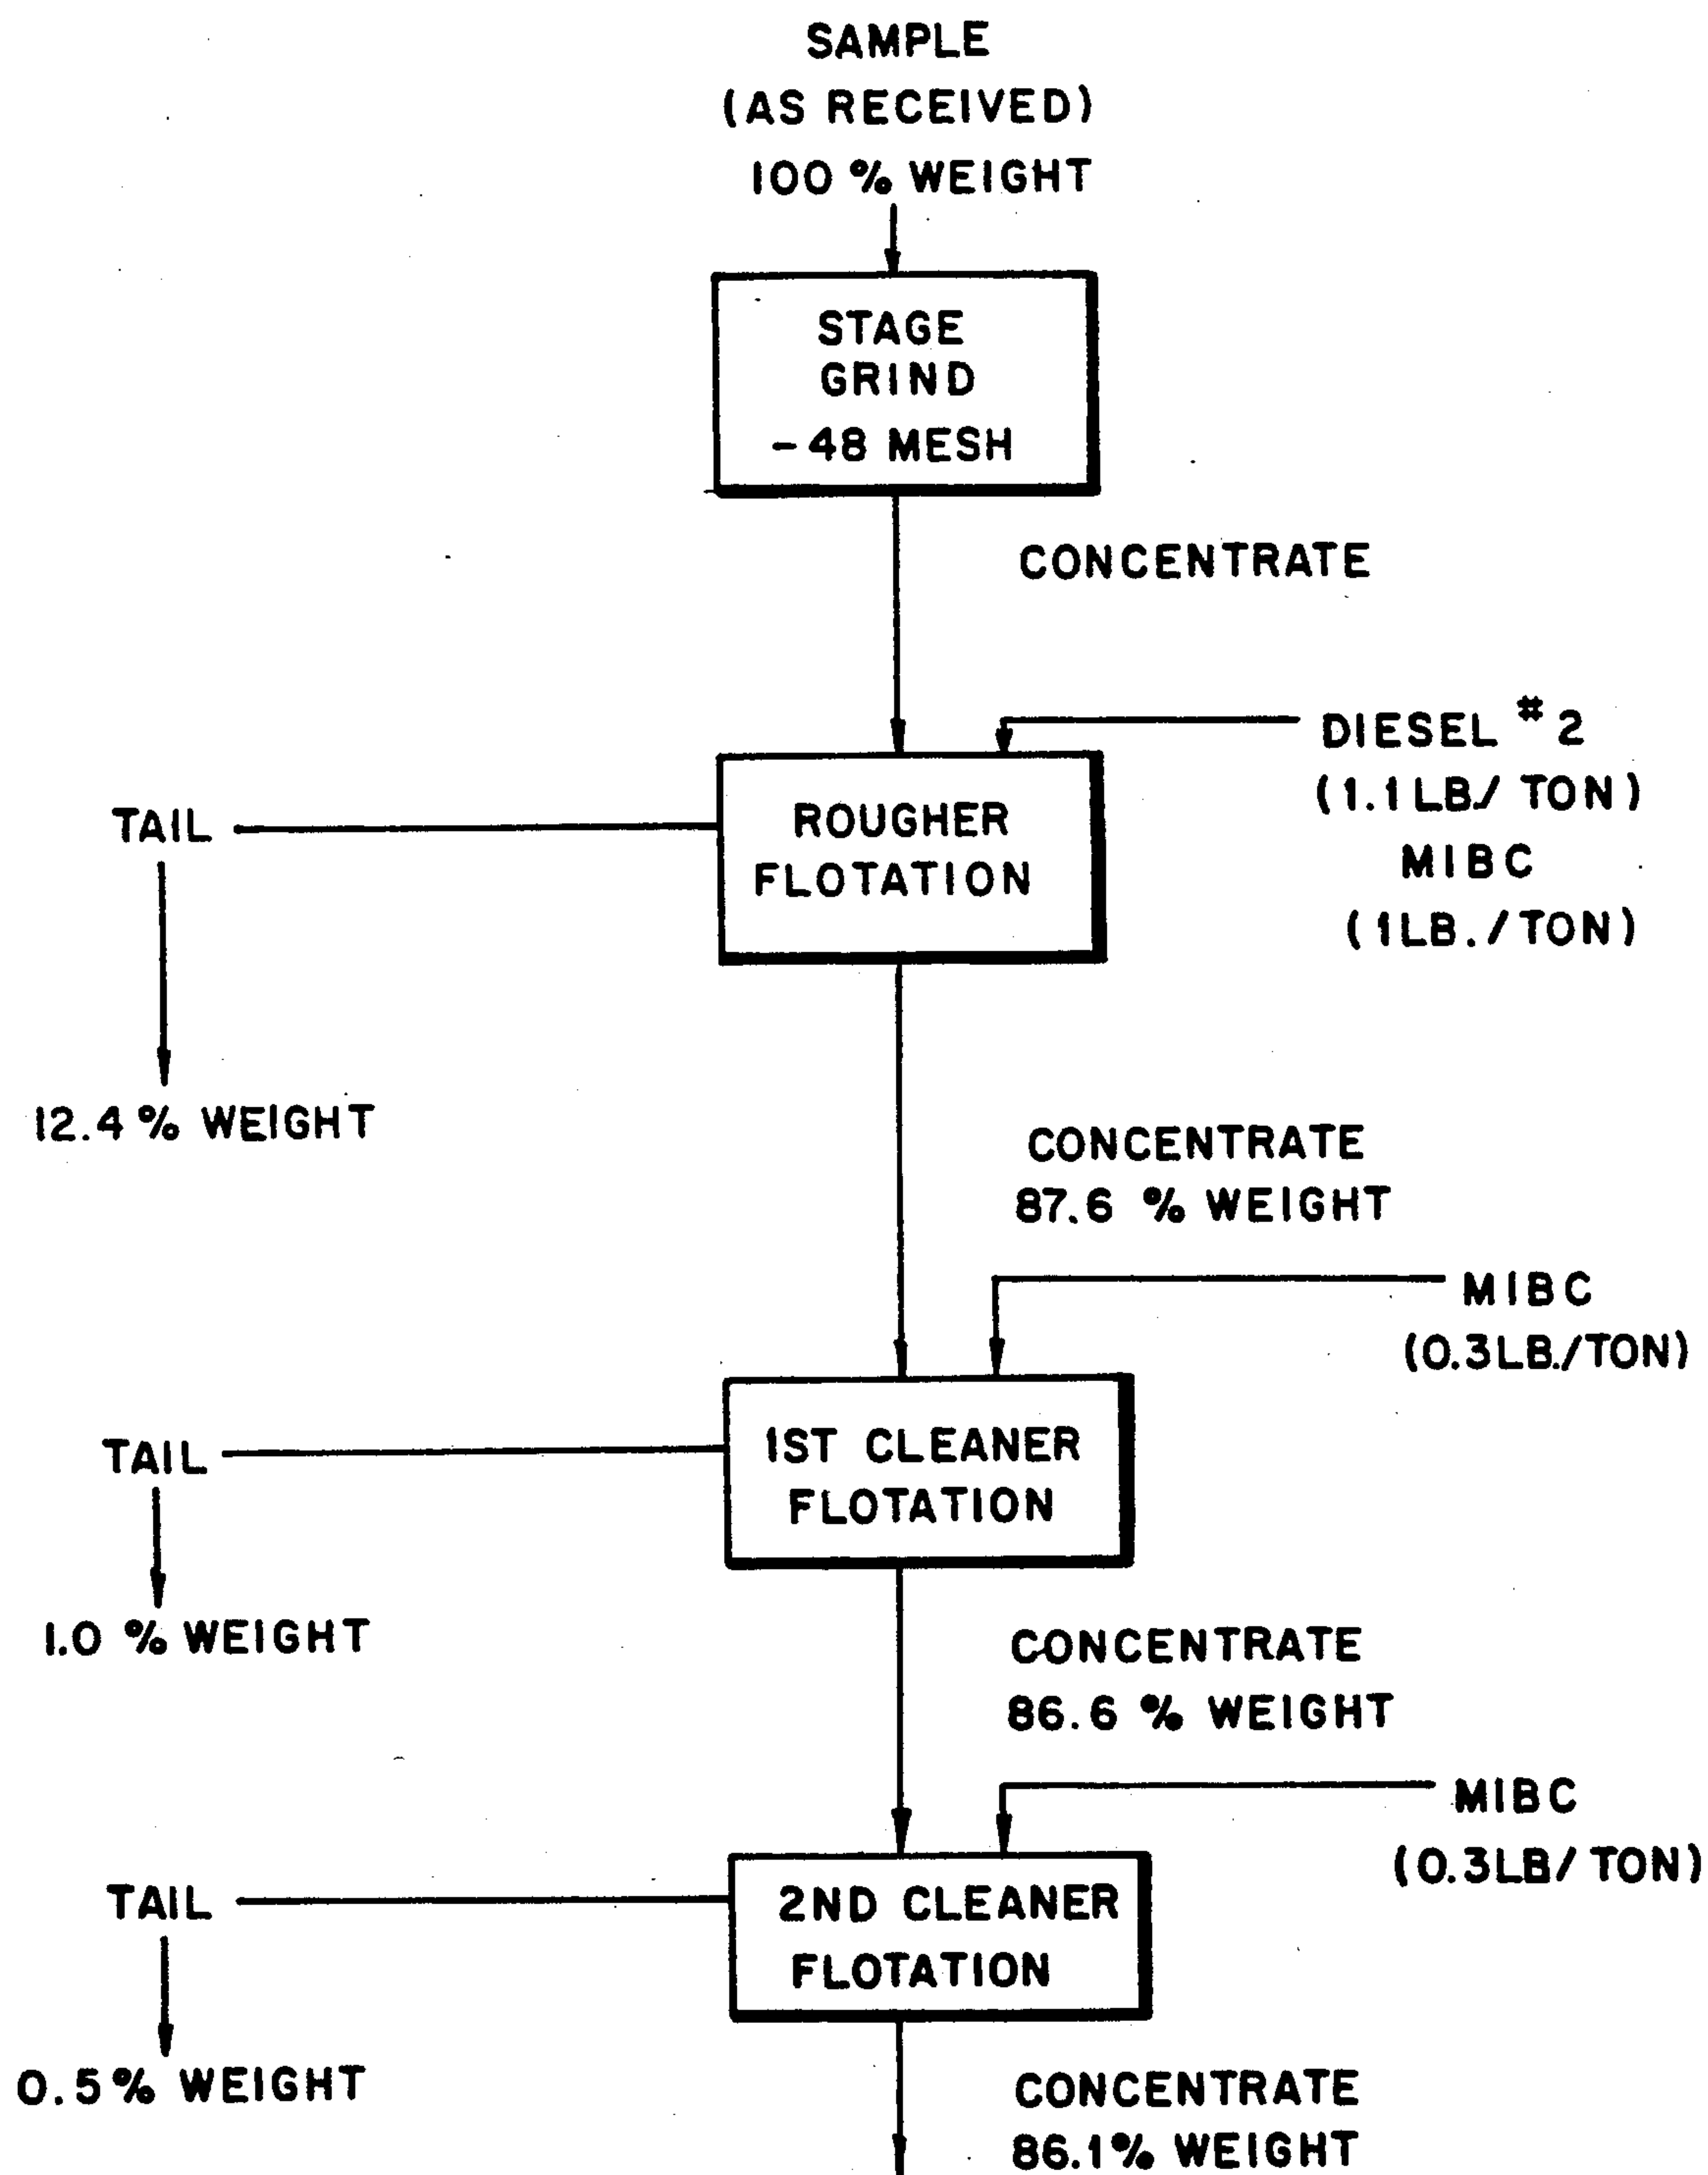 SAMPLE
(AS RECEIVED)
100 % WEIGHT
STAGE
GRIND
-48 MESH
CONCENTRATE
DIESEL #2
(1.1 LB./ TON)
MIBC
(1LB./TON)
ROUGHER
FLOTATION
TAIL
12.4 % WEIGHT
CONCENTRATE
87.6 % WEIGHT
MIBC
(0.3LB./TON)
1ST CLEANER
FLOTATION
TAIL
1.0 % WEIGHT
CONCENTRATE
86.6 % WEIGHT
MIBC
(0.3LB/ TON)
2ND CLEANER
FLOTATION
TAIL
0.5% WEIGHT
CONCENTRATE
86.1% WEIGHT